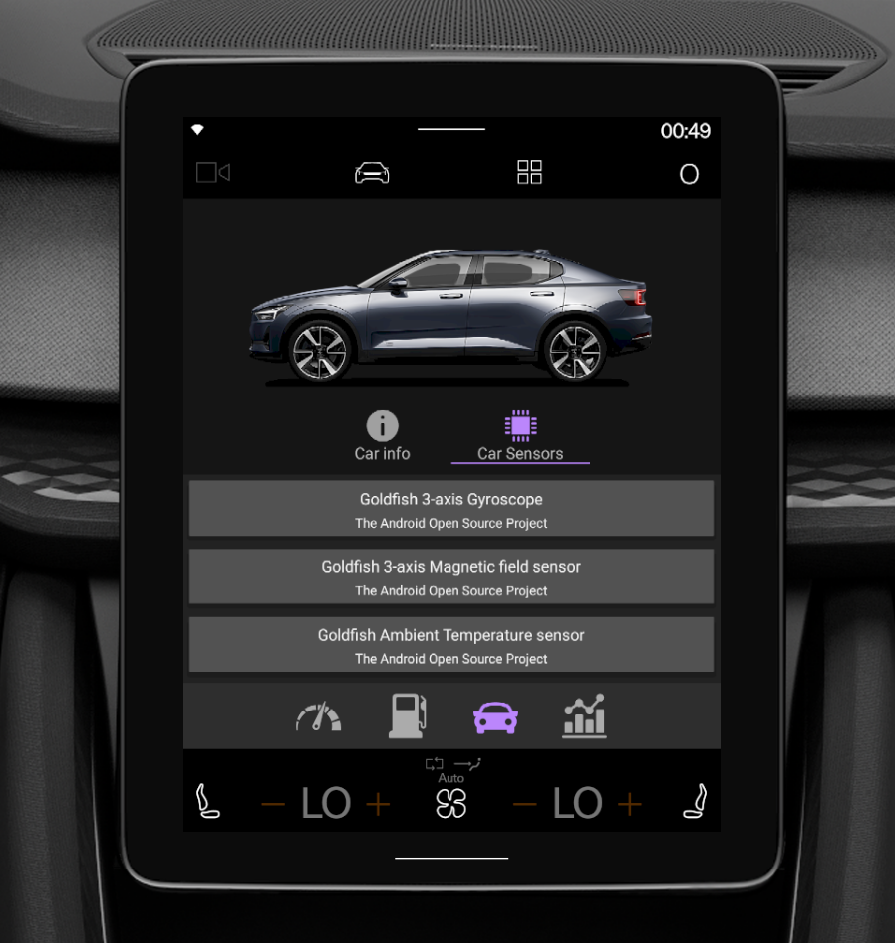 00:49
Car info
Car Sensors
Goldfish 3-axis Gyroscope
The Android Open Source Project
Goldfish 3-axis Magnetic field sensor
The Android Open Source Project
Goldfish Ambient Temperature sensor
The Android Open Source Project
Auto
LO
LO